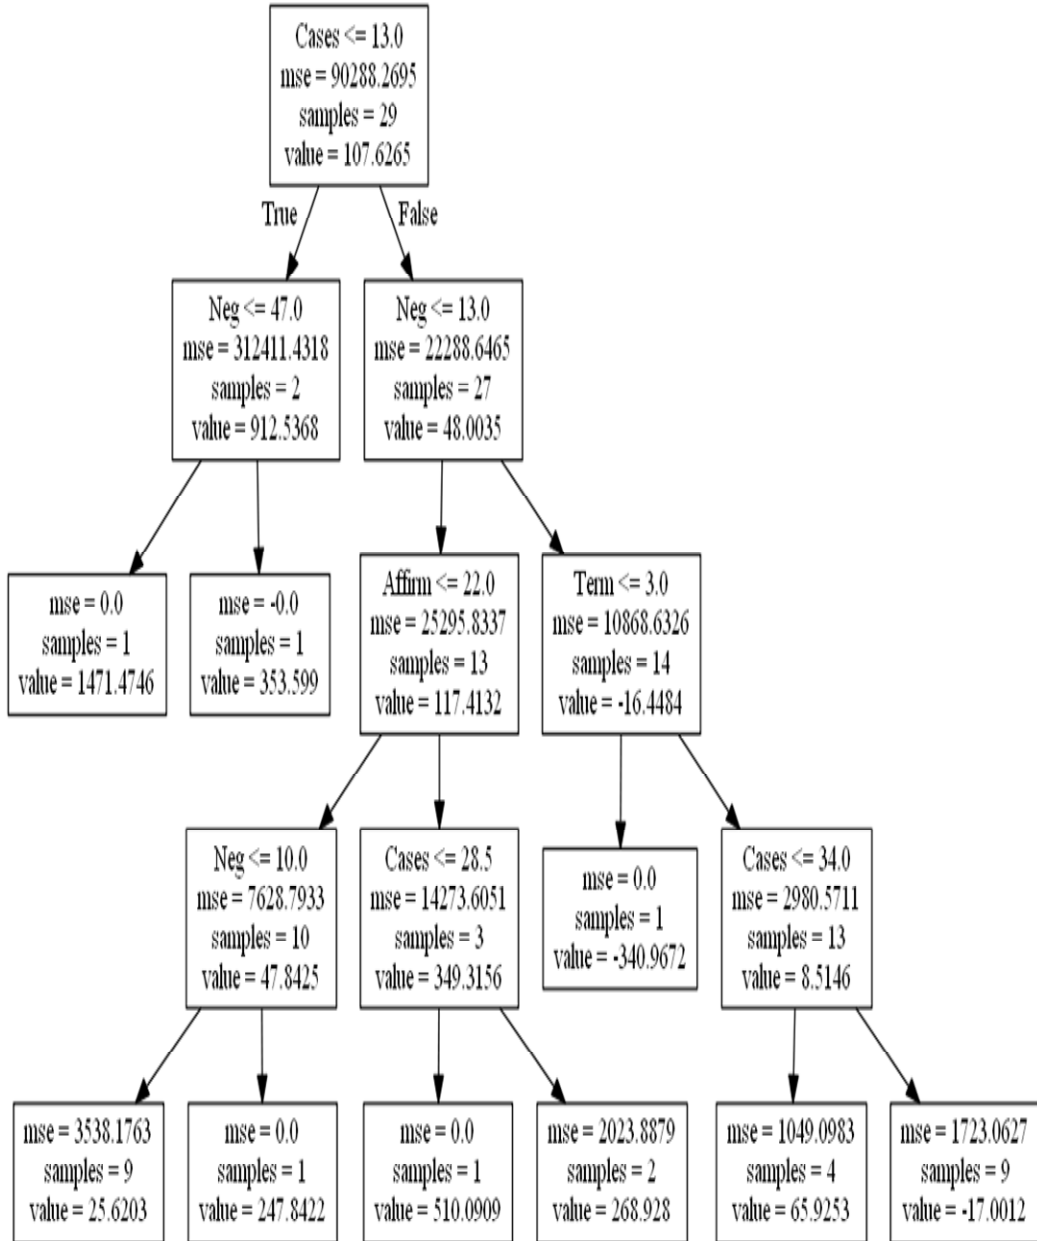 Cases <= 13.0
mse = 90288.2695
samples = 29
value = 107.6265
True
False
Neg <= 47.0
mse = 312411.4318
samples = 2
value = 912.5368
Neg <= 13.0
mse = 22288.6465
samples = 27
value = 48.0035
mse = 0.0
samples = 1
value = 1471.4746
mse = -0.0
samples = 1
value = 353.599
Affirm <= 22.0
mse = 25295.8337
samples = 13
value = 117.4132
Term <= 3.0
mse = 10868.6326
samples = 14
value = -16.4484
Neg <= 10.0
mse = 7628.7933
samples = 10
value = 47.8425
Cases <= 28.5
mse = 14273.6051
samples = 3
value = 349.3156
mse = 0.0
samples = 1
value = -340.9672
Cases <= 34.0
mse = 2980.5711
samples = 13
value = 8.5146
mse = 3538.1763
samples = 9
value = 25.6203
mse = 0.0
samples = 1
value = 247.8422
mse = 0.0
samples = 1
value = 510.0909
mse = 2023.8879
samples = 2
value = 268.928
mse = 1049.0983
samples = 4
value = 65.9253
mse = 1723.0627
samples = 9
value = -17.0012